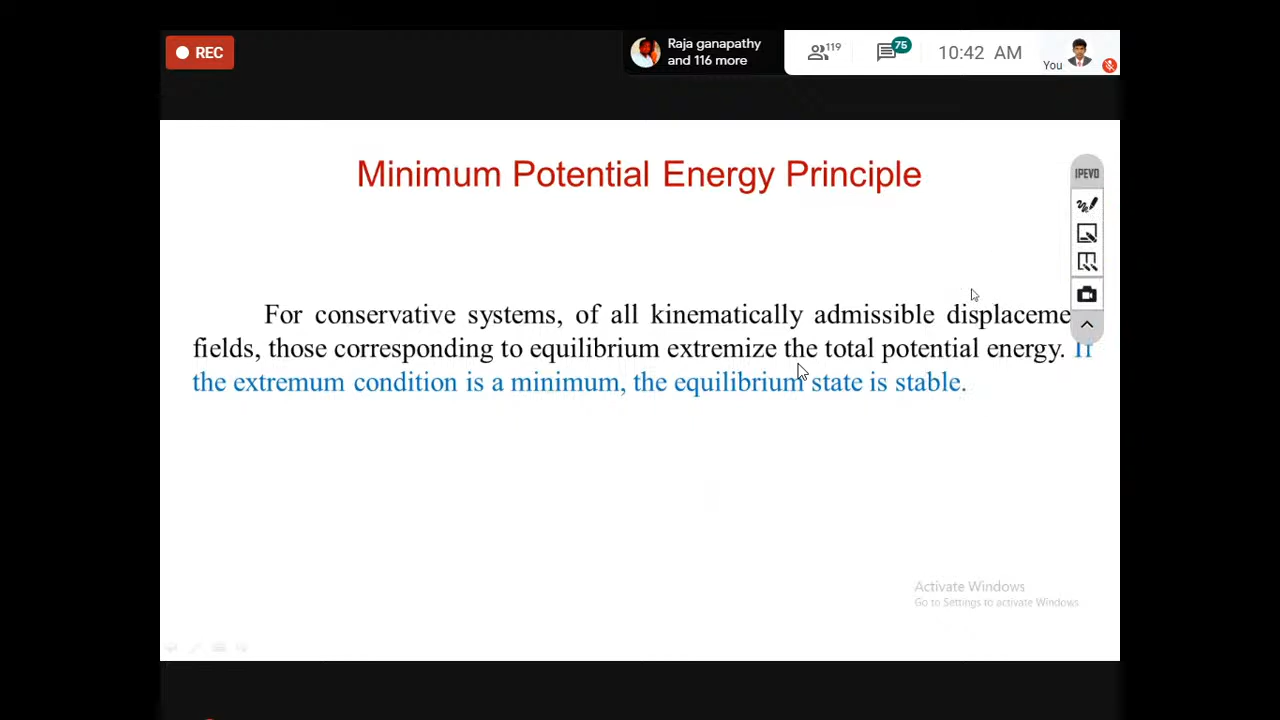 REC
Raja ganapathy
and 116 more
119
75
10:42 AM
You
Minimum Potential Energy Principle
IPEVO
For conservative systems, of all kinematically admissible displaceme
fields, those corresponding to equilibrium extremize the total potential energy. If
the extremum condition is a minimum, the equilibrium state is stable.
Activate Windows
Go to Settings to activate Windows.